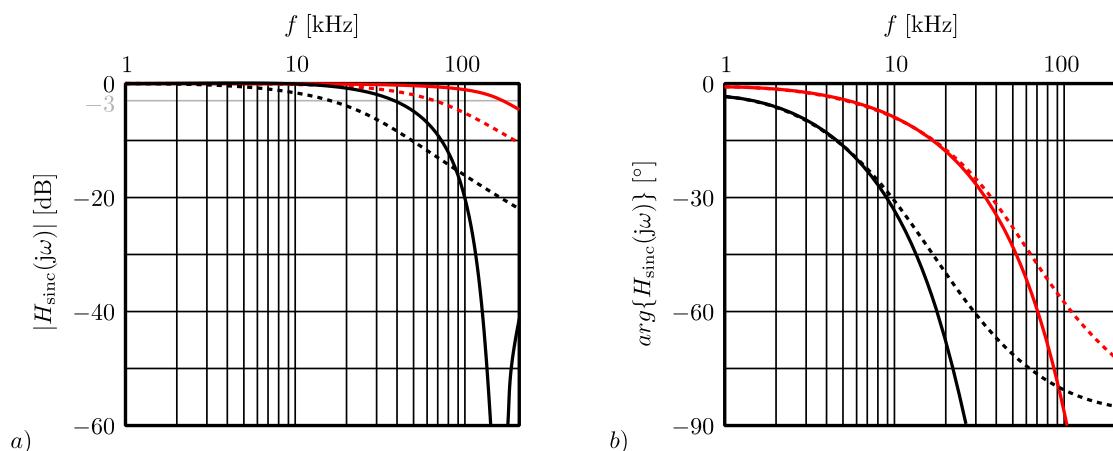 f [kHz]
1 10 100
0
−3
−20
−40
−60
|H_sinc(jω)| [dB]
a)
f [kHz]
1 10 100
0
−30
−60
−90
arg{H_sinc(jω)} [°]
b)